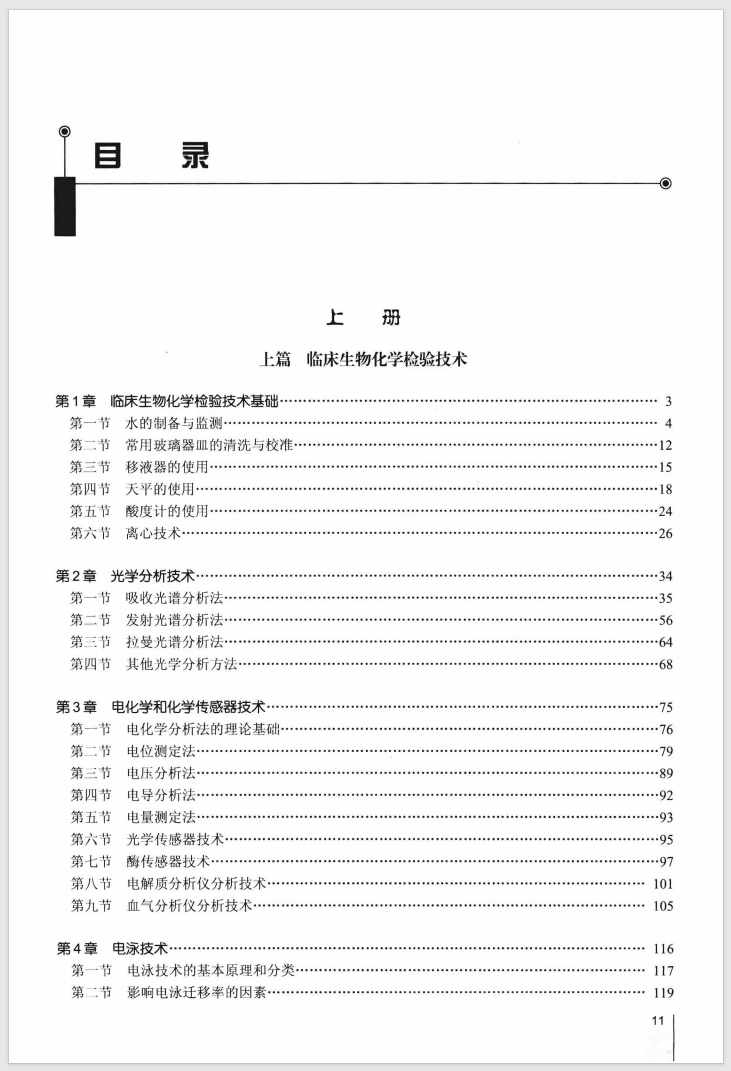 目 录
上 册
上篇 临床生物化学检验技术
第1章 临床生物化学检验技术基础 3
第一节 水的制备与监测 4
第二节 常用玻璃器皿的清洗与校准 12
第三节 移液器的使用 15
第四节 天平的使用 18
第五节 酸度计的使用 24
第六节 离心技术 26
第2章 光学分析技术 34
第一节 吸收光谱分析法 35
第二节 发射光谱分析法 56
第三节 拉曼光谱分析法 64
第四节 其他光学分析方法 68
第3章 电化学和化学传感器技术 75
第一节 电化学分析法的理论基础 76
第二节 电位测定法 79
第三节 电压分析法 89
第四节 电导分析法 92
第五节 电量测定法 93
第六节 光学传感器技术 95
第七节 酶传感器技术 97
第八节 电解质分析仪分析技术 101
第九节 血气分析仪分析技术 105
第4章 电泳技术 116
第一节 电泳技术的基本原理和分类 117
第二节 影响电泳迁移率的因素 119
11